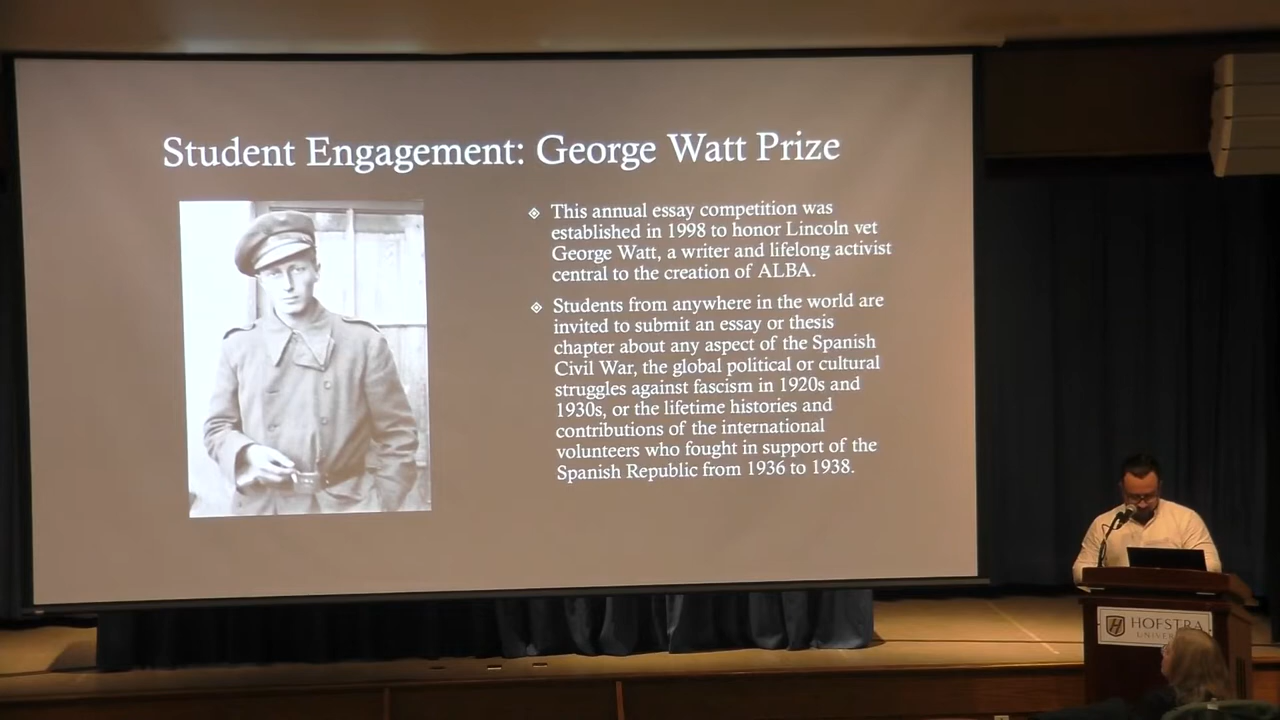 Student Engagement: George Watt Prize
This annual essay competition was
established in 1998 to honor Lincoln vet
George Watt, a writer and lifelong activist
central to the creation of ALBA.
Students from anywhere in the world are
invited to submit an essay or thesis
chapter about any aspect of the Spanish
Civil War, the global political or cultural
struggles against fascism in 1920s and
1930s, or the lifetime histories and
contributions of the international
volunteers who fought in support of the
Spanish Republic from 1936 to 1938.
HOFSTRA